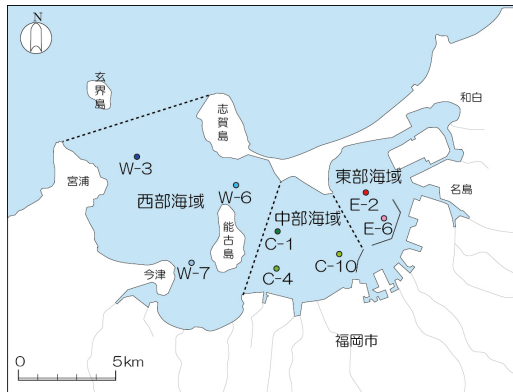 N
玄界島
志賀島
和白
W-3
宮浦
東部海域
名島
W-6
西部海域
E-2
中部海域
E-6
能古島
C-1
C-10
今津
W-7
C-4
福岡市
0 5km